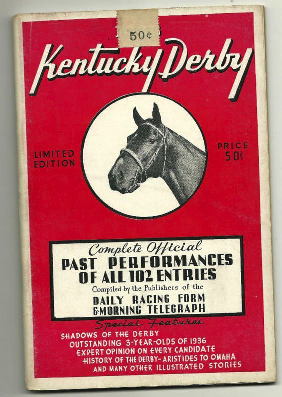 50¢
Kentucky Derby
LIMITED
EDITION
PRICE
50¢
Complete Official
PAST PERFORMANCES
OF ALL 102 ENTRIES
Compiled by the Publishers of the
DAILY RACING FORM
& MORNING TELEGRAPH
Special Features
SHADOWS OF THE DERBY
OUTSTANDING 3-YEAR-OLDS OF 1936
EXPERT OPINION ON EVERY CANDIDATE
HISTORY OF THE DERBY-ARISTIDES TO OMAHA
AND MANY OTHER ILLUSTRATED STORIES